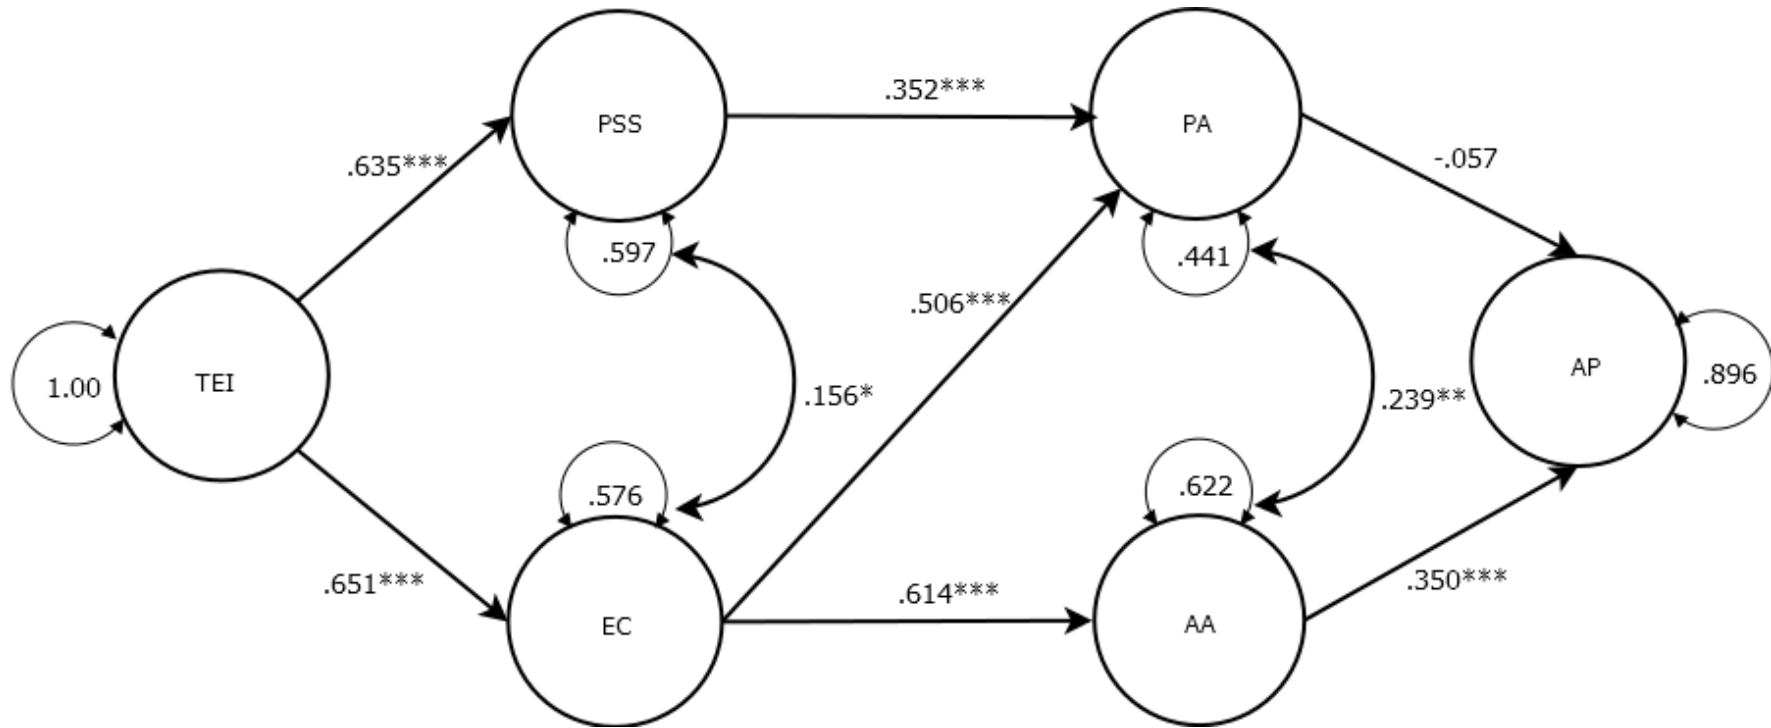 .352***
PSS
PA
-.057
.635***
.597
.441
.506***
1.00
TEI
AP
.896
.156*
.239**
.576
.622
.651***
.614***
.350***
EC
AA